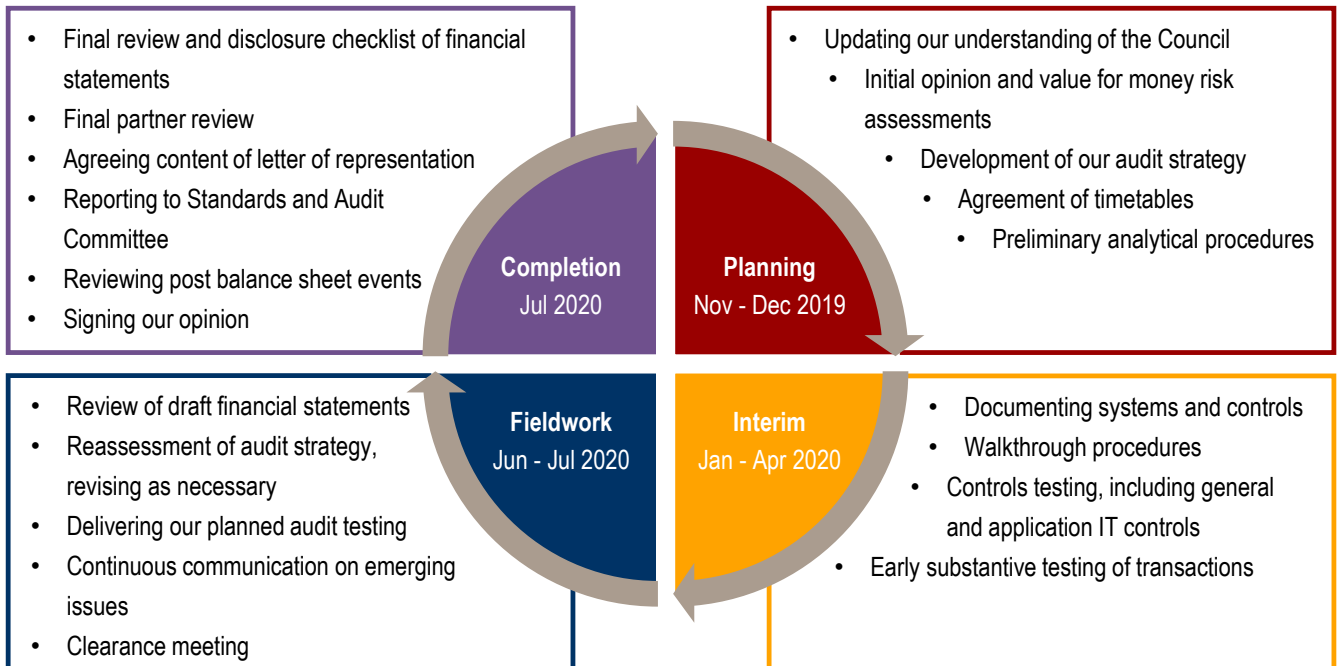 • Final review and disclosure checklist of financial
statements
• Final partner review
• Agreeing content of letter of representation
• Reporting to Standards and Audit
Committee
• Reviewing post balance sheet events
• Signing our opinion
Completion
Jul 2020
• Updating our understanding of the Council
• Initial opinion and value for money risk
assessments
• Development of our audit strategy
• Agreement of timetables
• Preliminary analytical procedures
Planning
Nov - Dec 2019
• Review of draft financial statements
• Reassessment of audit strategy,
revising as necessary
• Delivering our planned audit testing
• Continuous communication on emerging
issues
• Clearance meeting
Fieldwork
Jun - Jul 2020
Interim
Jan - Apr 2020
• Documenting systems and controls
• Walkthrough procedures
• Controls testing, including general
and application IT controls
• Early substantive testing of transactions